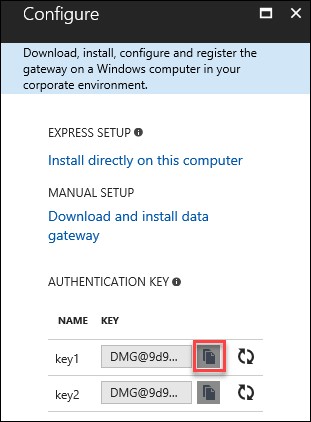 Configure
Download, install, configure and register the
gateway on a Windows computer in your
corporate environment.
EXPRESS SETUP
Install directly on this computer
MANUAL SETUP
Download and install data
gateway
AUTHENTICATION KEY
NAME KEY
key1 DMG@9d9...
key2 DMG@9d9...